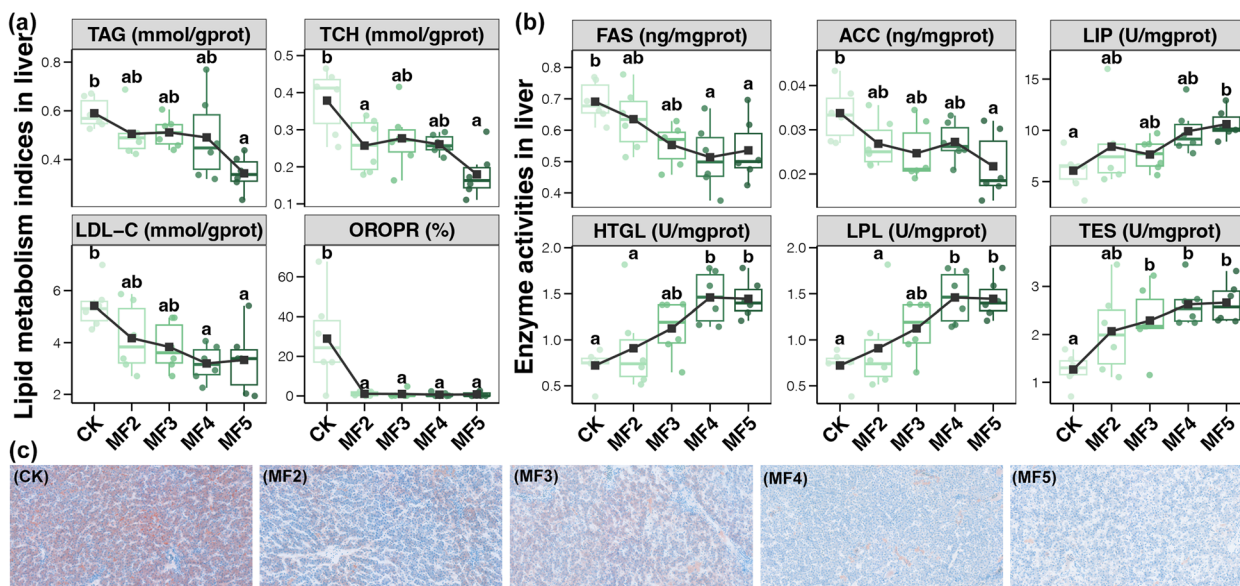 (a)
(b)
TAG (mmol/gprot)
TCH (mmol/gprot)
FAS (ng/mgprot)
ACC (ng/mgprot)
LIP (U/mgprot)
Lipid metabolism indices in liver
Enzyme activities in liver
0.8
0.6
0.4
b
ab
ab
ab
a
0.5
0.4
0.3
0.2
0.1
b
a
ab
ab
a
0.8
0.7
0.6
0.5
0.4
b
ab
ab
a
a
0.04
0.03
0.02
b
ab
ab
ab
a
15
10
5
a
ab
ab
ab
b
LDL−C (mmol/gprot)
OROPR (%)
HTGL (U/mgprot)
LPL (U/mgprot)
TES (U/mgprot)
6
4
2
b
ab
ab
a
a
60
40
20
0
b
a
a
a
a
2.0
1.5
1.0
0.5
a
a
ab
b
b
2.0
1.5
1.0
0.5
a
a
ab
b
b
3
2
1
a
ab
b
b
b
CK MF2 MF3 MF4 MF5
CK MF2 MF3 MF4 MF5
CK MF2 MF3 MF4 MF5
CK MF2 MF3 MF4 MF5
CK MF2 MF3 MF4 MF5
(c)
(CK)
(MF2)
(MF3)
(MF4)
(MF5)